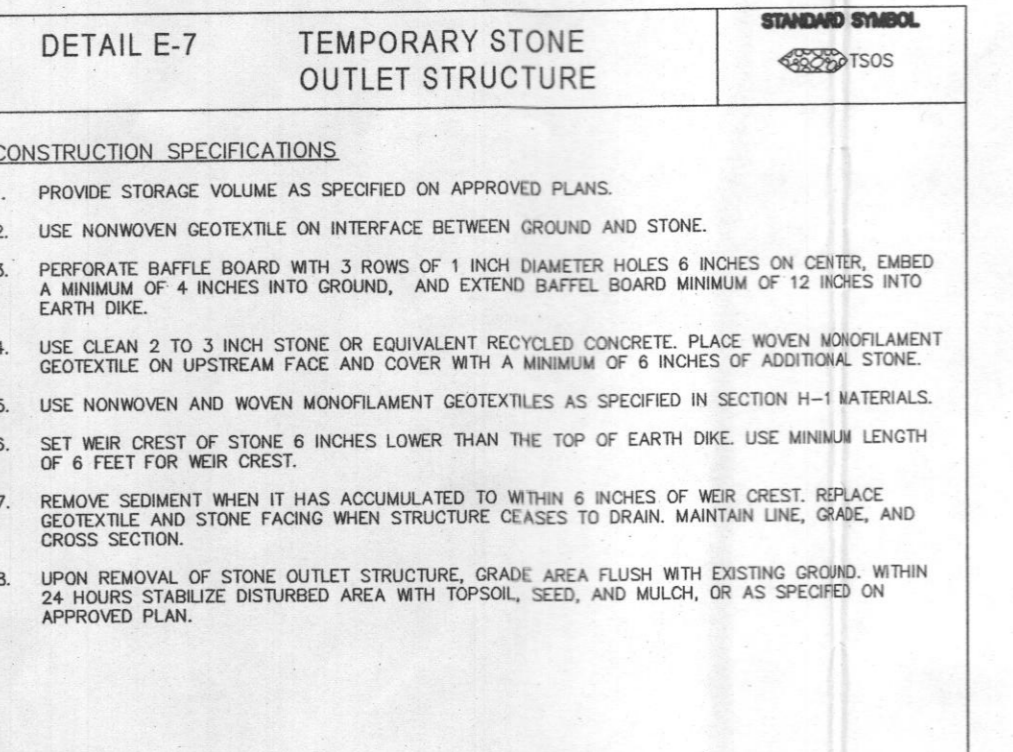 STANDARD SYMBOL
DETAIL E-7 TEMPORARY STONE
OUTLET STRUCTURE
TSOS
CONSTRUCTION SPECIFICATIONS
. PROVIDE STORAGE VOLUME AS SPECIFIED ON APPROVED PLANS.
2. USE NONWOVEN GEOTEXTILE ON INTERFACE BETWEEN GROUND AND STONE.
3. PERFORATE BAFFLE BOARD WITH 3 ROWS OF 1 INCH DIAMETER HOLES 6 INCHES ON CENTER, EMBED
A MINIMUM OF 4 INCHES INTO GROUND, AND EXTEND BAFFEL BOARD MINIMUM OF 12 INCHES INTO
EARTH DIKE.
4. USE CLEAN 2 TO 3 INCH STONE OR EQUIVALENT RECYCLED CONCRETE. PLACE WOVEN MONOFILAMENT
GEOTEXTILE ON UPSTREAM FACE AND COVER WITH A MINIMUM OF 6 INCHES OF ADDITIONAL STONE.
5. USE NONWOVEN AND WOVEN MONOFILAMENT GEOTEXTILES AS SPECIFIED IN SECTION H-1 MATERIALS.
6. SET WEIR CREST OF STONE 6 INCHES LOWER THAN THE TOP OF EARTH DIKE. USE MINIMUM LENGTH
OF 6 FEET FOR WEIR CREST.
7. REMOVE SEDIMENT WHEN IT HAS ACCUMULATED TO WITHIN 6 INCHES OF WEIR CREST. REPLACE
GEOTEXTILE AND STONE FACING WHEN STRUCTURE CEASES TO DRAIN. MAINTAIN LINE, GRADE, AND
CROSS SECTION.
8. UPON REMOVAL OF STONE OUTLET STRUCTURE, GRADE AREA FLUSH WITH EXISTING GROUND. WITHIN
24 HOURS STABILIZE DISTURBED AREA WITH TOPSOIL, SEED, AND MULCH, OR AS SPECIFIED ON
APPROVED PLAN.